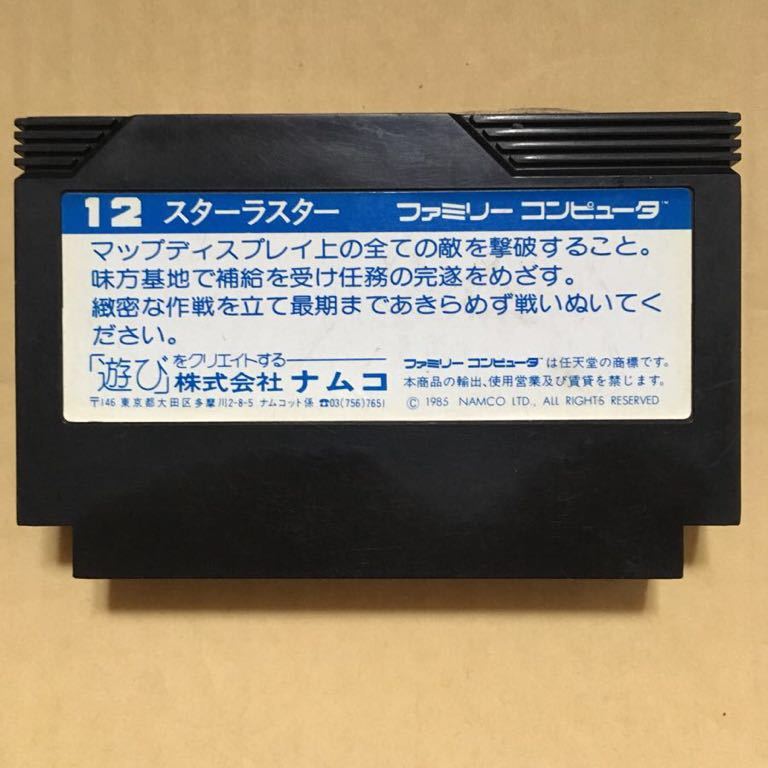 12 スターラスター ファミリー コンピュータ™
マップディスプレイ上の全ての敵を撃破すること。
味方基地で補給を受け任務の完遂をめざす。
緻密な作戦を立て最期まであきらめず戦いぬいてく
ださい。
「遊び」をクリエイトする
株式会社 ナムコ
〒146 東京都大田区多摩川2-8-5 ナムコット係 ☎03(756)7651
ファミリー コンピュータ™は任天堂の商標です。
本商品の輸出、使用営業及び賃貸を禁じます。
© 1985 NAMCO LTD., ALL RIGHTS RESERVED